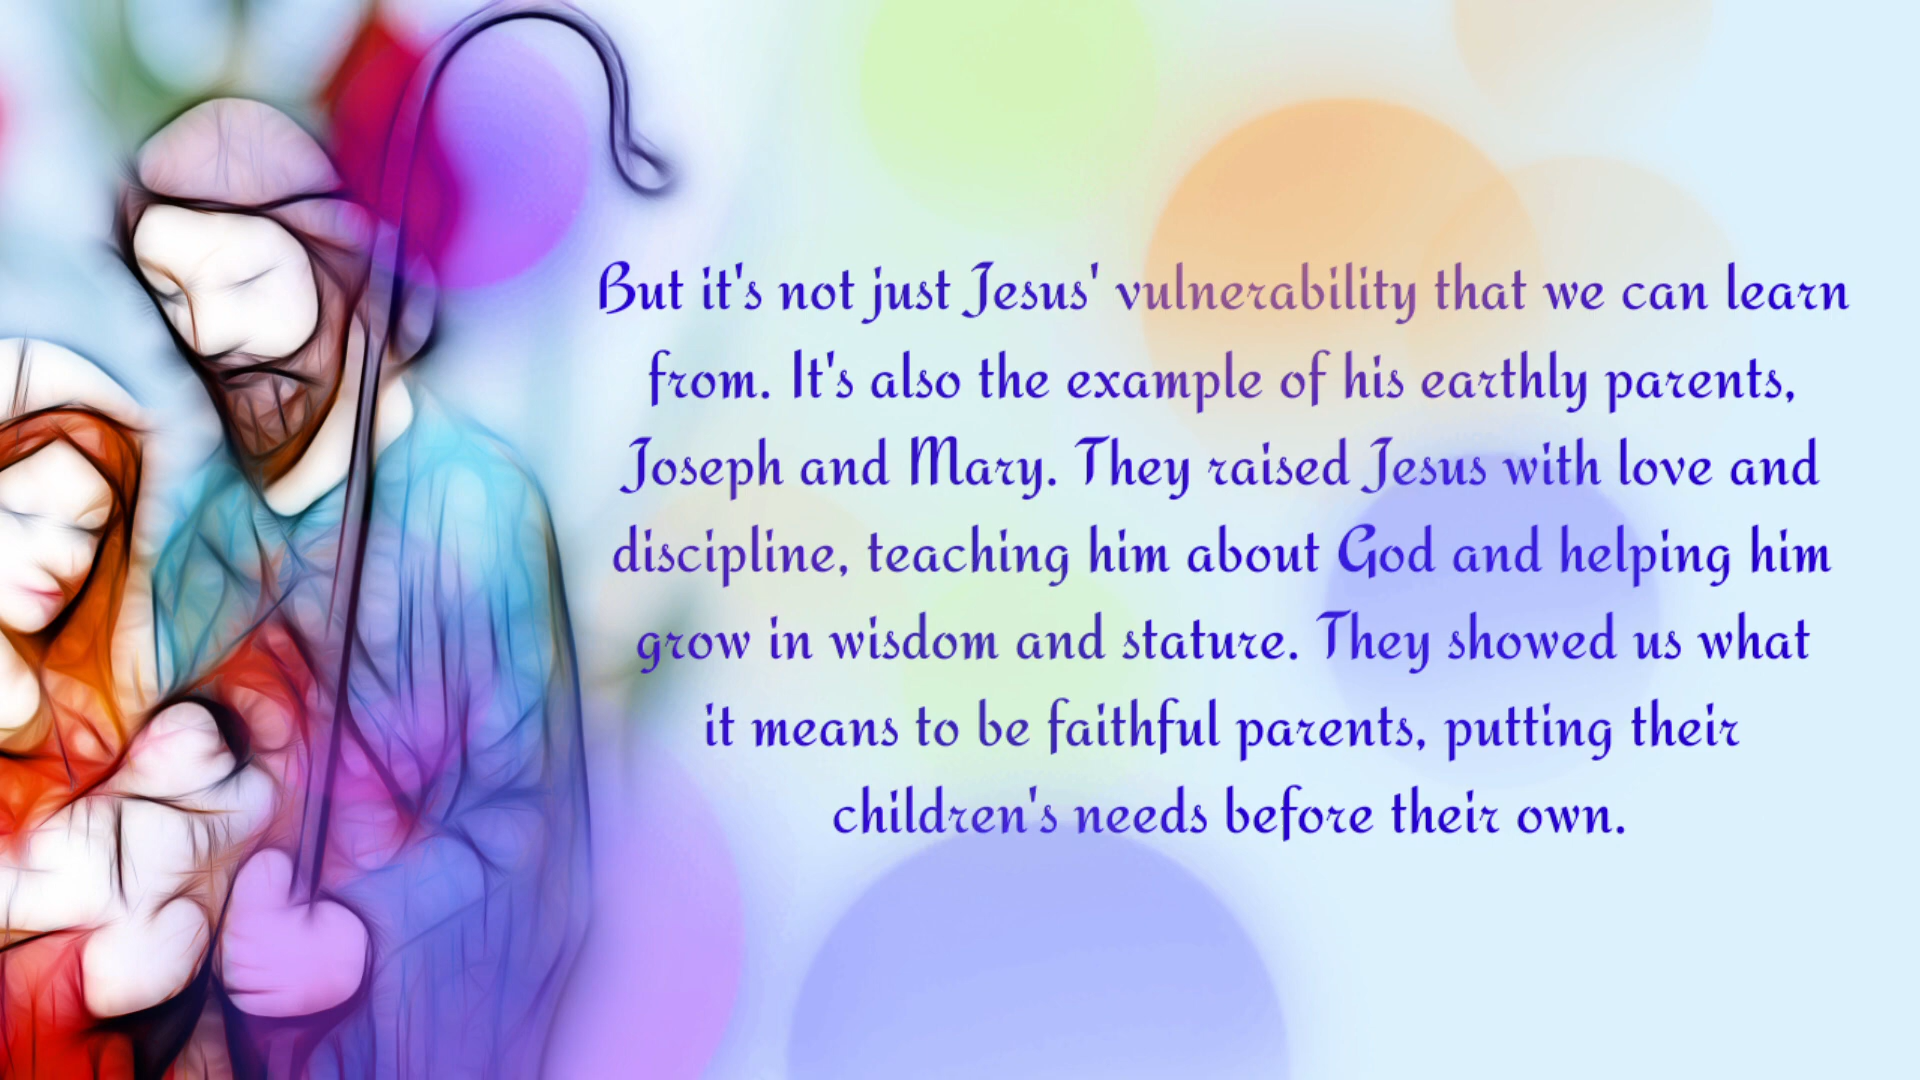 But it's not just Jesus' vulnerability that we can learn
from. It's also the example of his earthly parents,
Joseph and Mary. They raised Jesus with love and
discipline, teaching him about God and helping him
grow in wisdom and stature. They showed us what
it means to be faithful parents, putting their
children's needs before their own.